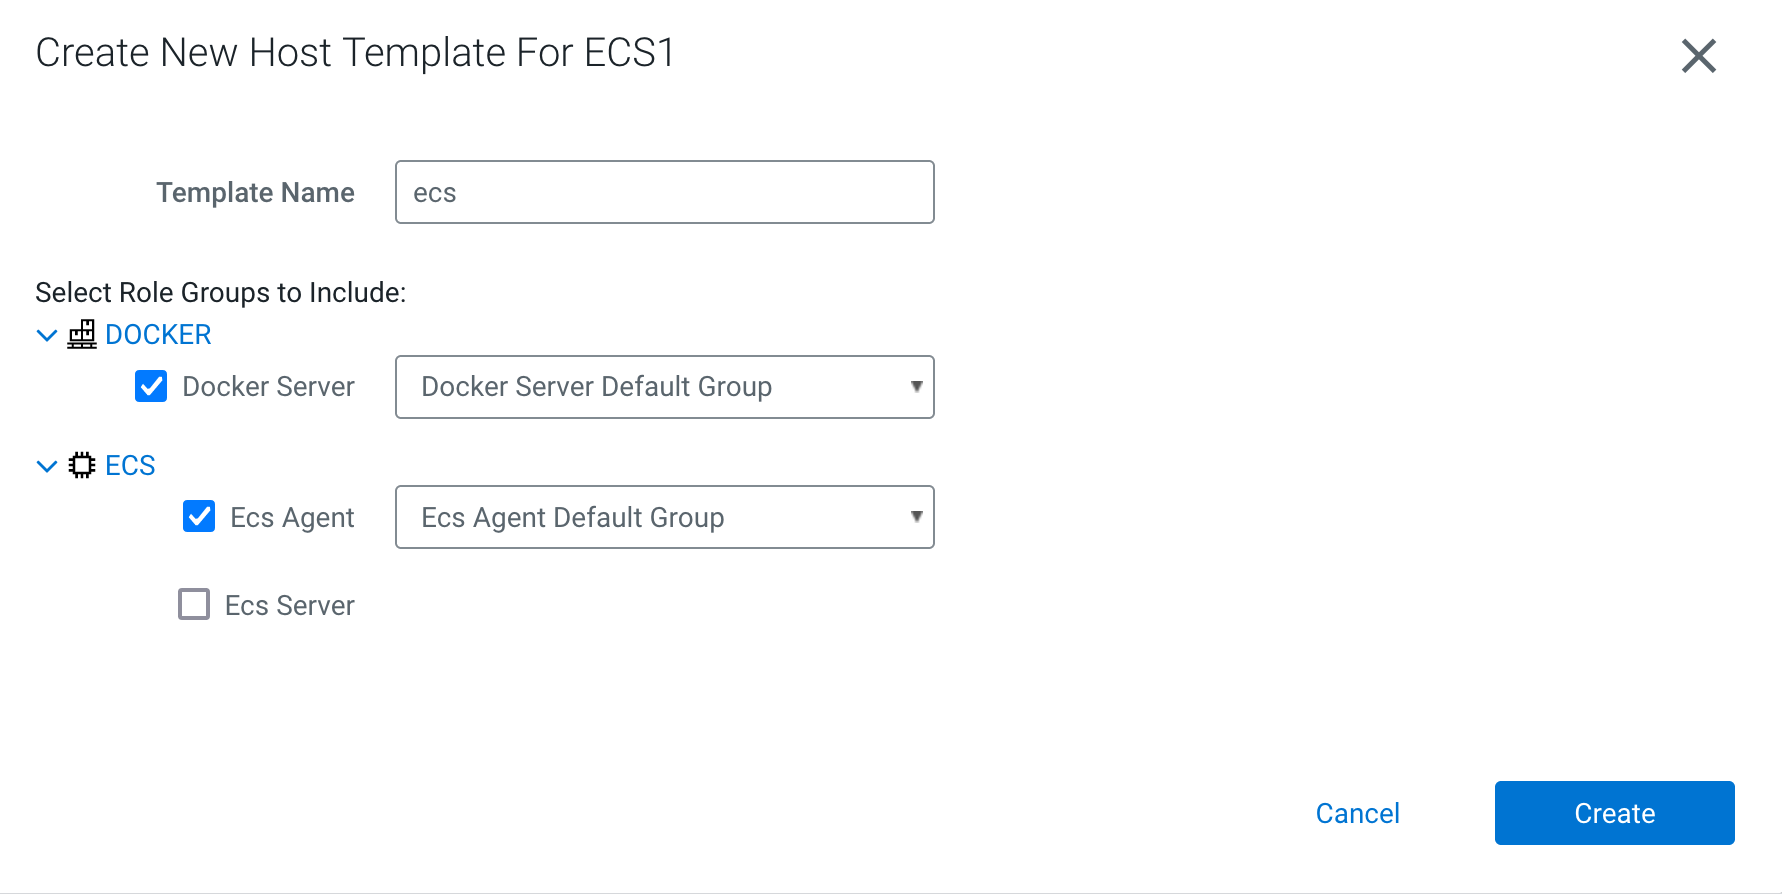 Create New Host Template For ECS1
Template Name ecs
Select Role Groups to Include:
DOCKER
Docker Server Docker Server Default Group
ECS
Ecs Agent Ecs Agent Default Group
Ecs Server
Cancel Create